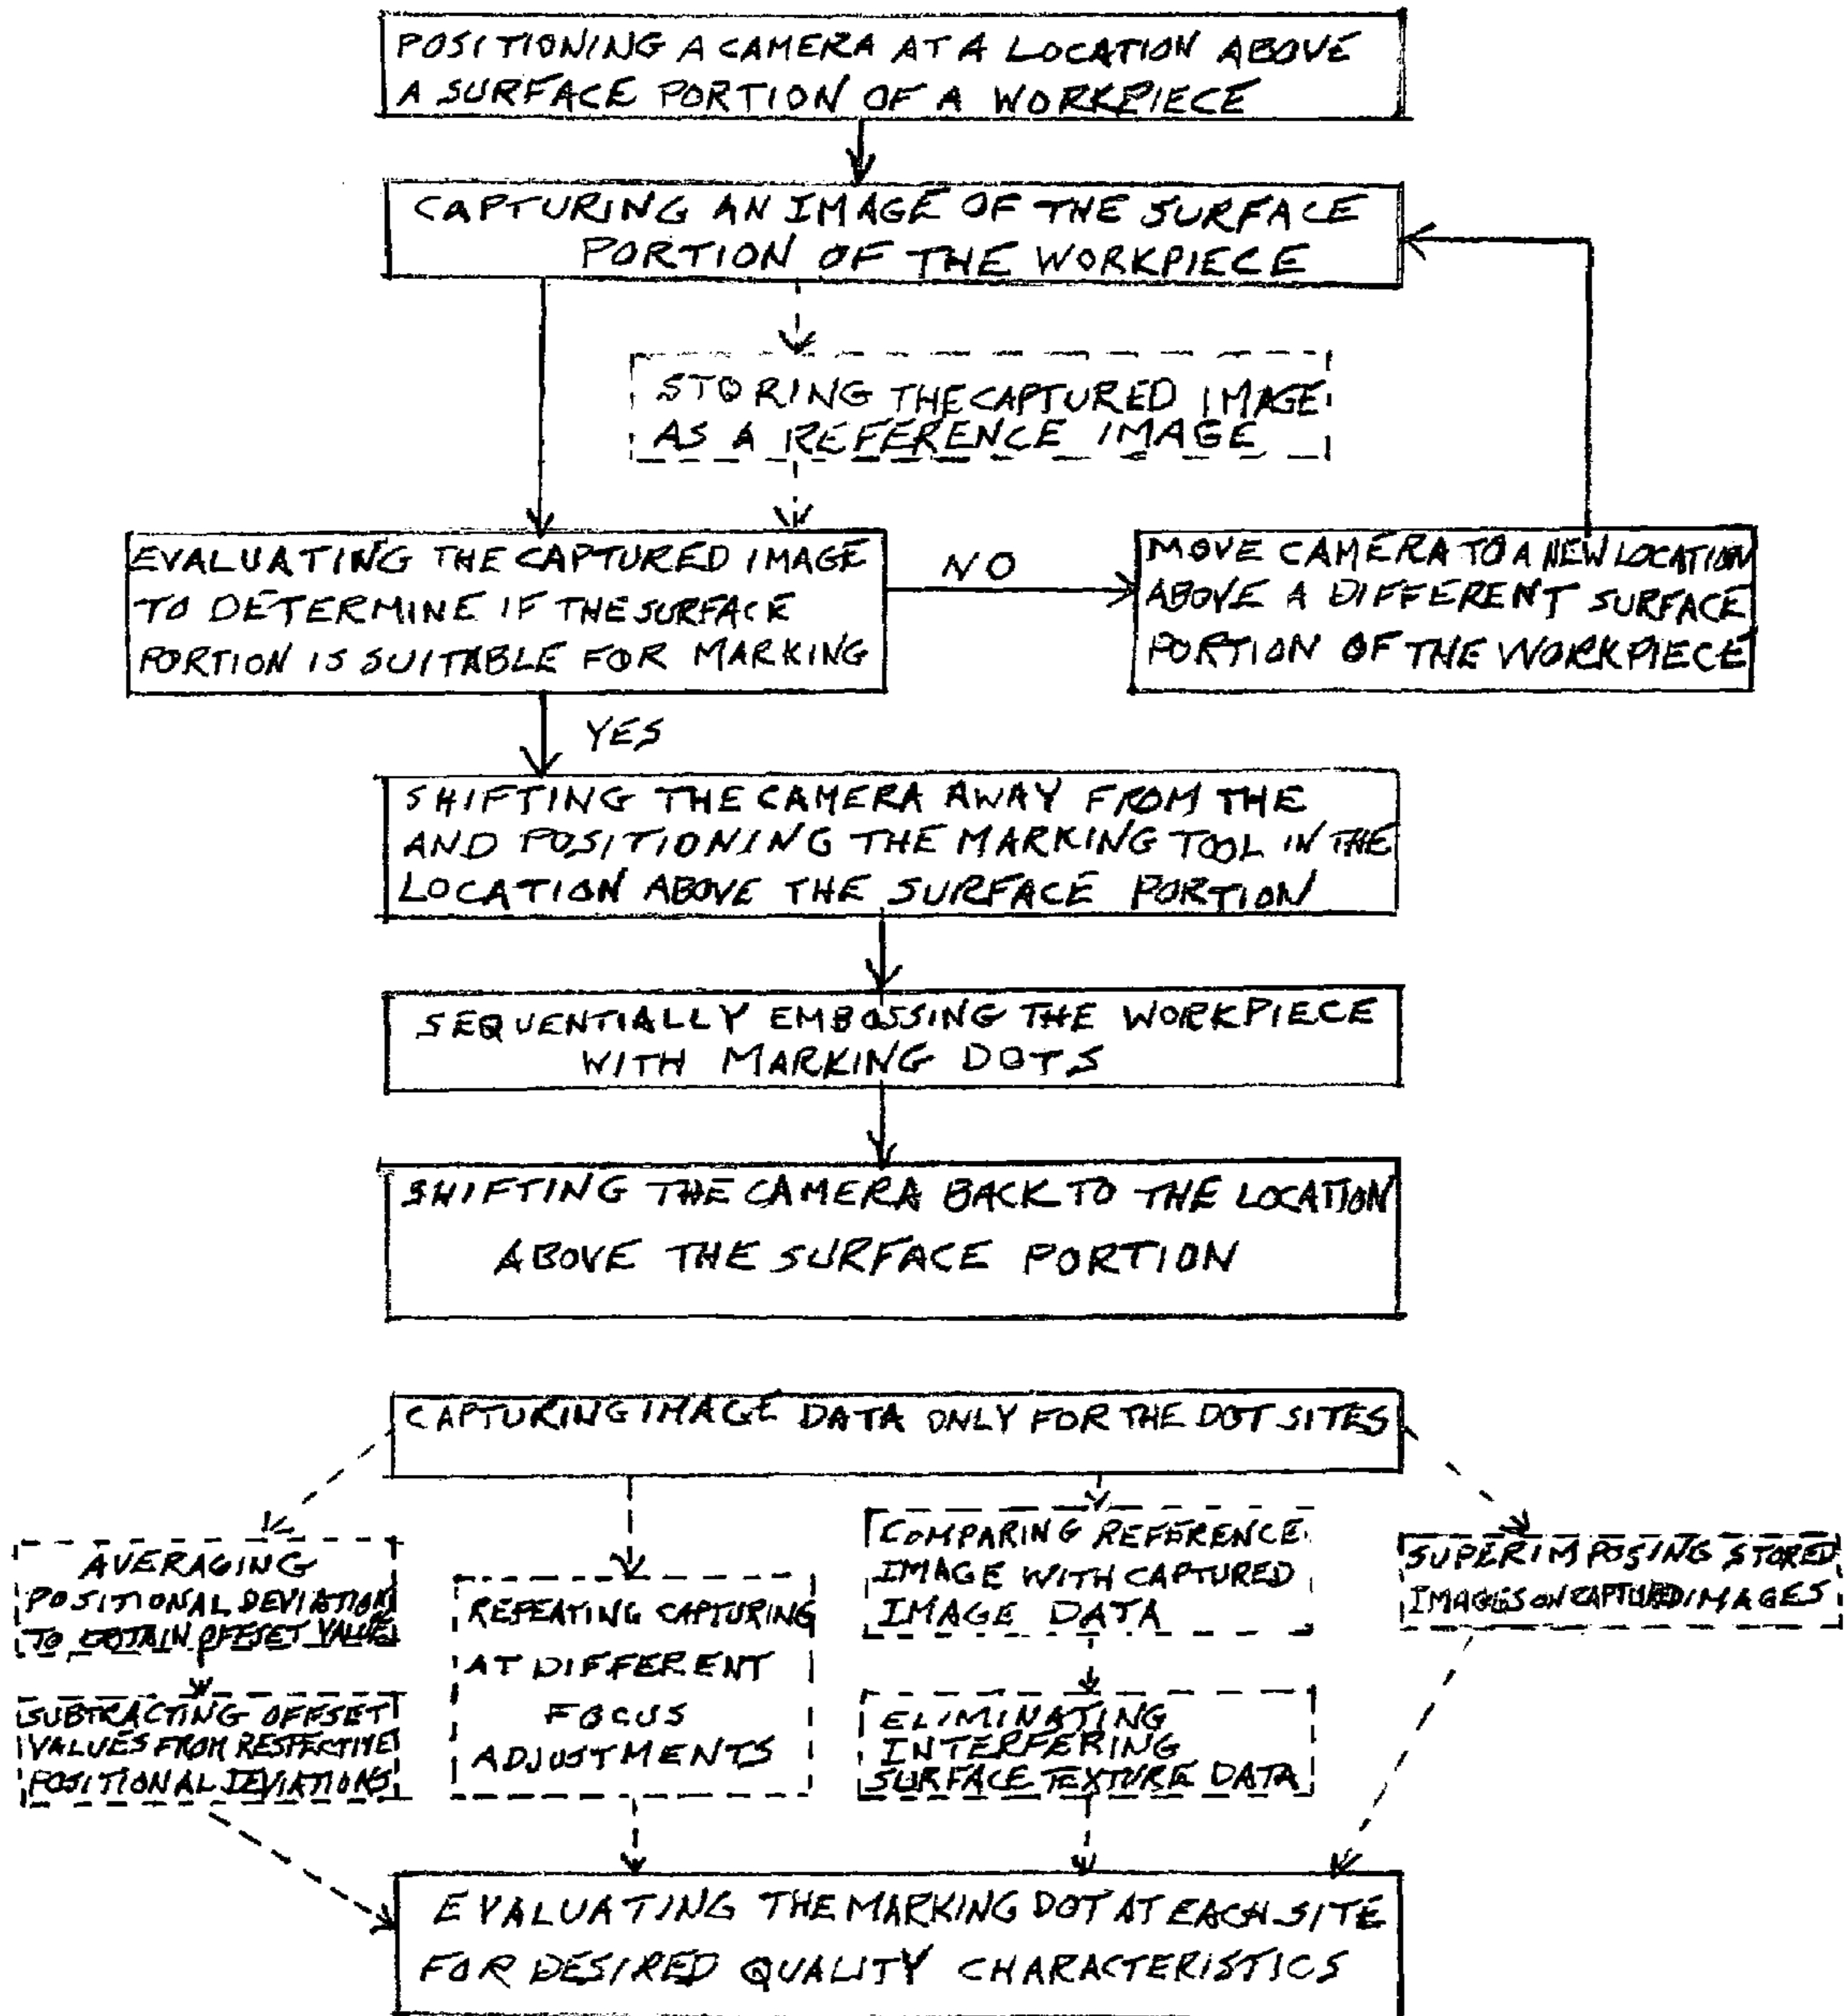 POSITIONING A CAMERA AT A LOCATION ABOVE
A SURFACE PORTION OF A WORKPIECE
CAPTURING AN IMAGE OF THE SURFACE
PORTION OF THE WORKPIECE
STORING THE CAPTURED IMAGE
AS A REFERENCE IMAGE
EVALUATING THE CAPTURED IMAGE
TO DETERMINE IF THE SURFACE
PORTION IS SUITABLE FOR MARKING
NO
MOVE CAMERA TO A NEW LOCATION
ABOVE A DIFFERENT SURFACE
PORTION OF THE WORKPIECE
YES
SHIFTING THE CAMERA AWAY FROM THE
AND POSITIONING THE MARKING TOOL IN THE
LOCATION ABOVE THE SURFACE PORTION
SEQUENTIALLY EMBOSSING THE WORKPIECE
WITH MARKING DOTS
SHIFTING THE CAMERA BACK TO THE LOCATION
ABOVE THE SURFACE PORTION
CAPTURING IMAGE DATA ONLY FOR THE DOT SITES
AVERAGING
POSITIONAL DEVIATION
TO OBTAIN OFFSET VALUE
SUBTRACTING OFFSET
VALUES FROM RESPECTIVE
POSITIONAL DEVIATIONS
REPEATING CAPTURING
AT DIFFERENT
FOCUS
ADJUSTMENTS
COMPARING REFERENCE
IMAGE WITH CAPTURED
IMAGE DATA
ELIMINATING
INTERFERING
SURFACE TEXTURE DATA
SUPERIMPOSING STORED
IMAGES ON CAPTURED IMAGES
EVALUATING THE MARKING DOT AT EACH SITE
FOR DESIRED QUALITY CHARACTERISTICS